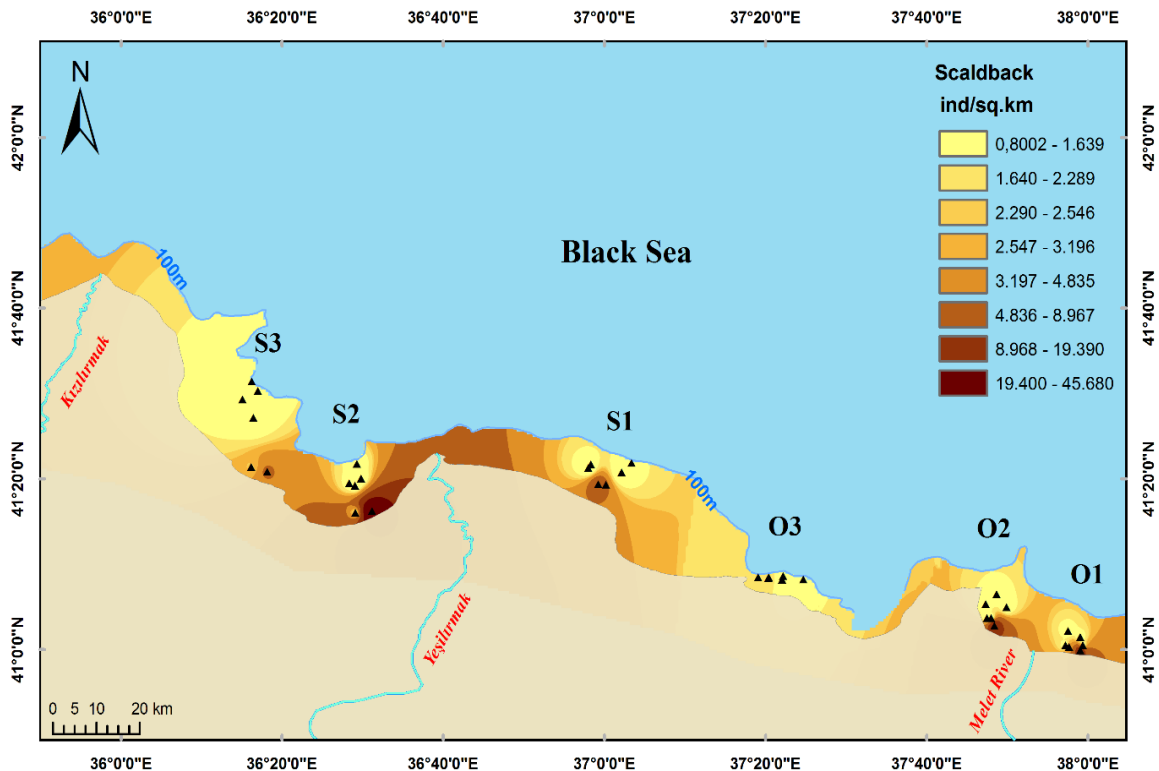 36°0'0"E 36°20'0"E 36°40'0"E 37°0'0"E 37°20'0"E 37°40'0"E 38°0'0"E
N
Scaldback
ind/sq.km
0,8002 - 1.639
1.640 - 2.289
2.290 - 2.546
2.547 - 3.196
3.197 - 4.835
4.836 - 8.967
8.968 - 19.390
19.400 - 45.680
42°0'0"N
42°0'0"N
Black Sea
100m
41°40'0"N
41°40'0"N
S3
Kızılırmak
S2
S1
41°20'0"N
41°20'0"N
100m
O3
O2
O1
Yeşilırmak
Melet River
41°0'0"N
41°0'0"N
0 5 10 20 km
36°0'0"E 36°20'0"E 36°40'0"E 37°0'0"E 37°20'0"E 37°40'0"E 38°0'0"E